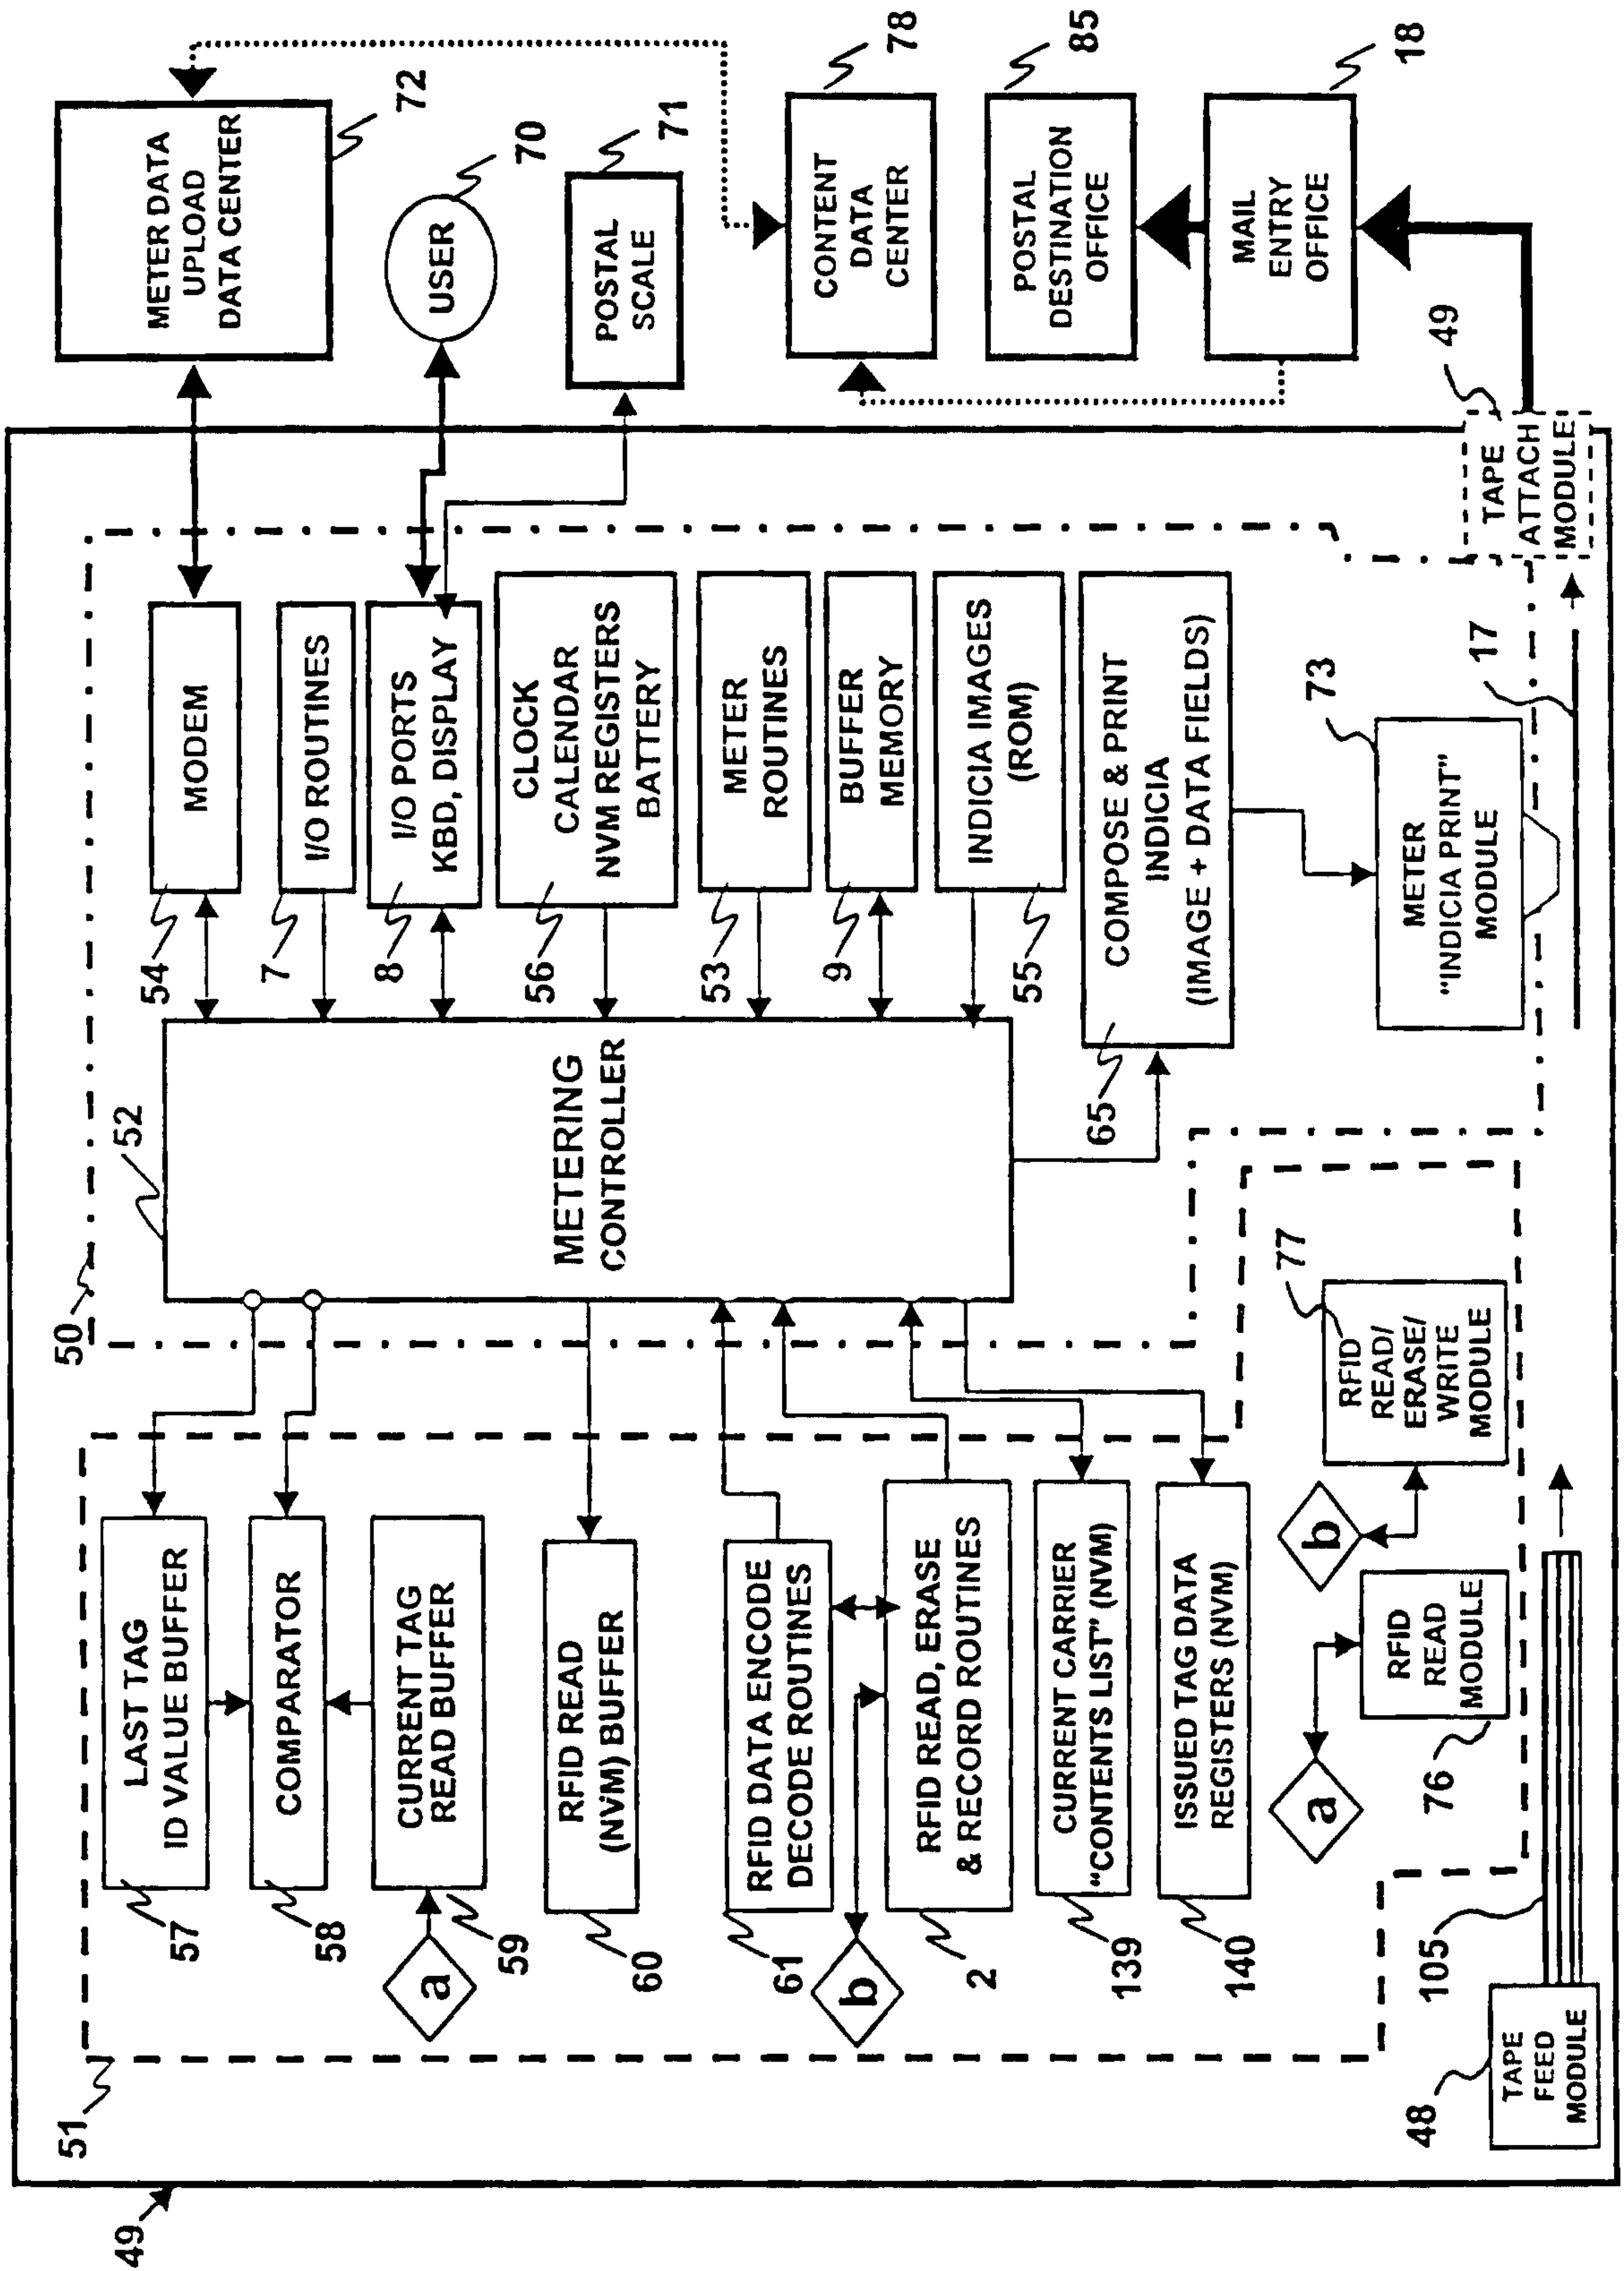 49
51
50
52
57
LAST TAG
ID VALUE BUFFER
58
COMPARATOR
59
CURRENT TAG
READ BUFFER
a
60
RFID READ
(NVM) BUFFER
61
RFID DATA ENCODE
DECODE ROUTINES
b
2
RFID READ, ERASE
& RECORD ROUTINES
139
CURRENT CARRIER
“CONTENTS LIST” (NVM)
140
ISSUED TAG DATA
REGISTERS (NVM)
METERING
CONTROLLER
54
MODEM
7
I/O ROUTINES
8
I/O PORTS
KBD, DISPLAY
56
CLOCK
CALENDAR
NVM REGISTERS
BATTERY
53
METER
ROUTINES
9
BUFFER
MEMORY
55
INDICIA IMAGES
(ROM)
65
COMPOSE & PRINT
INDICIA
(IMAGE + DATA FIELDS)
METER DATA
UPLOAD
DATA CENTER
72
USER
70
POSTAL
SCALE
71
CONTENT
DATA
CENTER
78
POSTAL
DESTINATION
OFFICE
85
MAIL
ENTRY
OFFICE
18
48
TAPE
FEED
MODULE
105
a
76
RFID
READ
MODULE
b
77
RFID
READ/
ERASE/
WRITE
MODULE
73
METER
“INDICIA PRINT”
MODULE
17
49
TAPE
ATTACH
MODULE